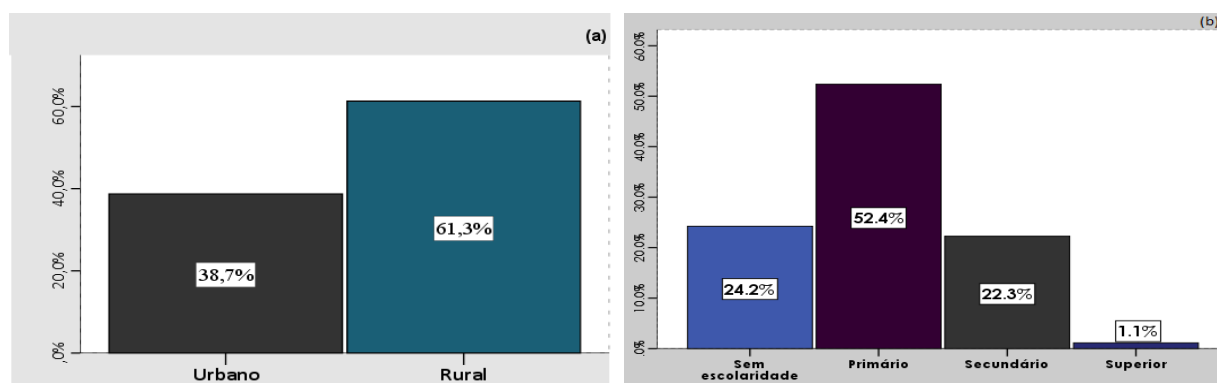 (a)
60,0%
40,0%
20,0%
,0%
38,7%
61,3%
Urbano
Rural
(b)
60.0%
50.0%
40.0%
30.0%
20.0%
10.0%
.0%
24.2%
52.4%
22.3%
1.1%
Sem
escolaridade
Primário
Secundário
Superior